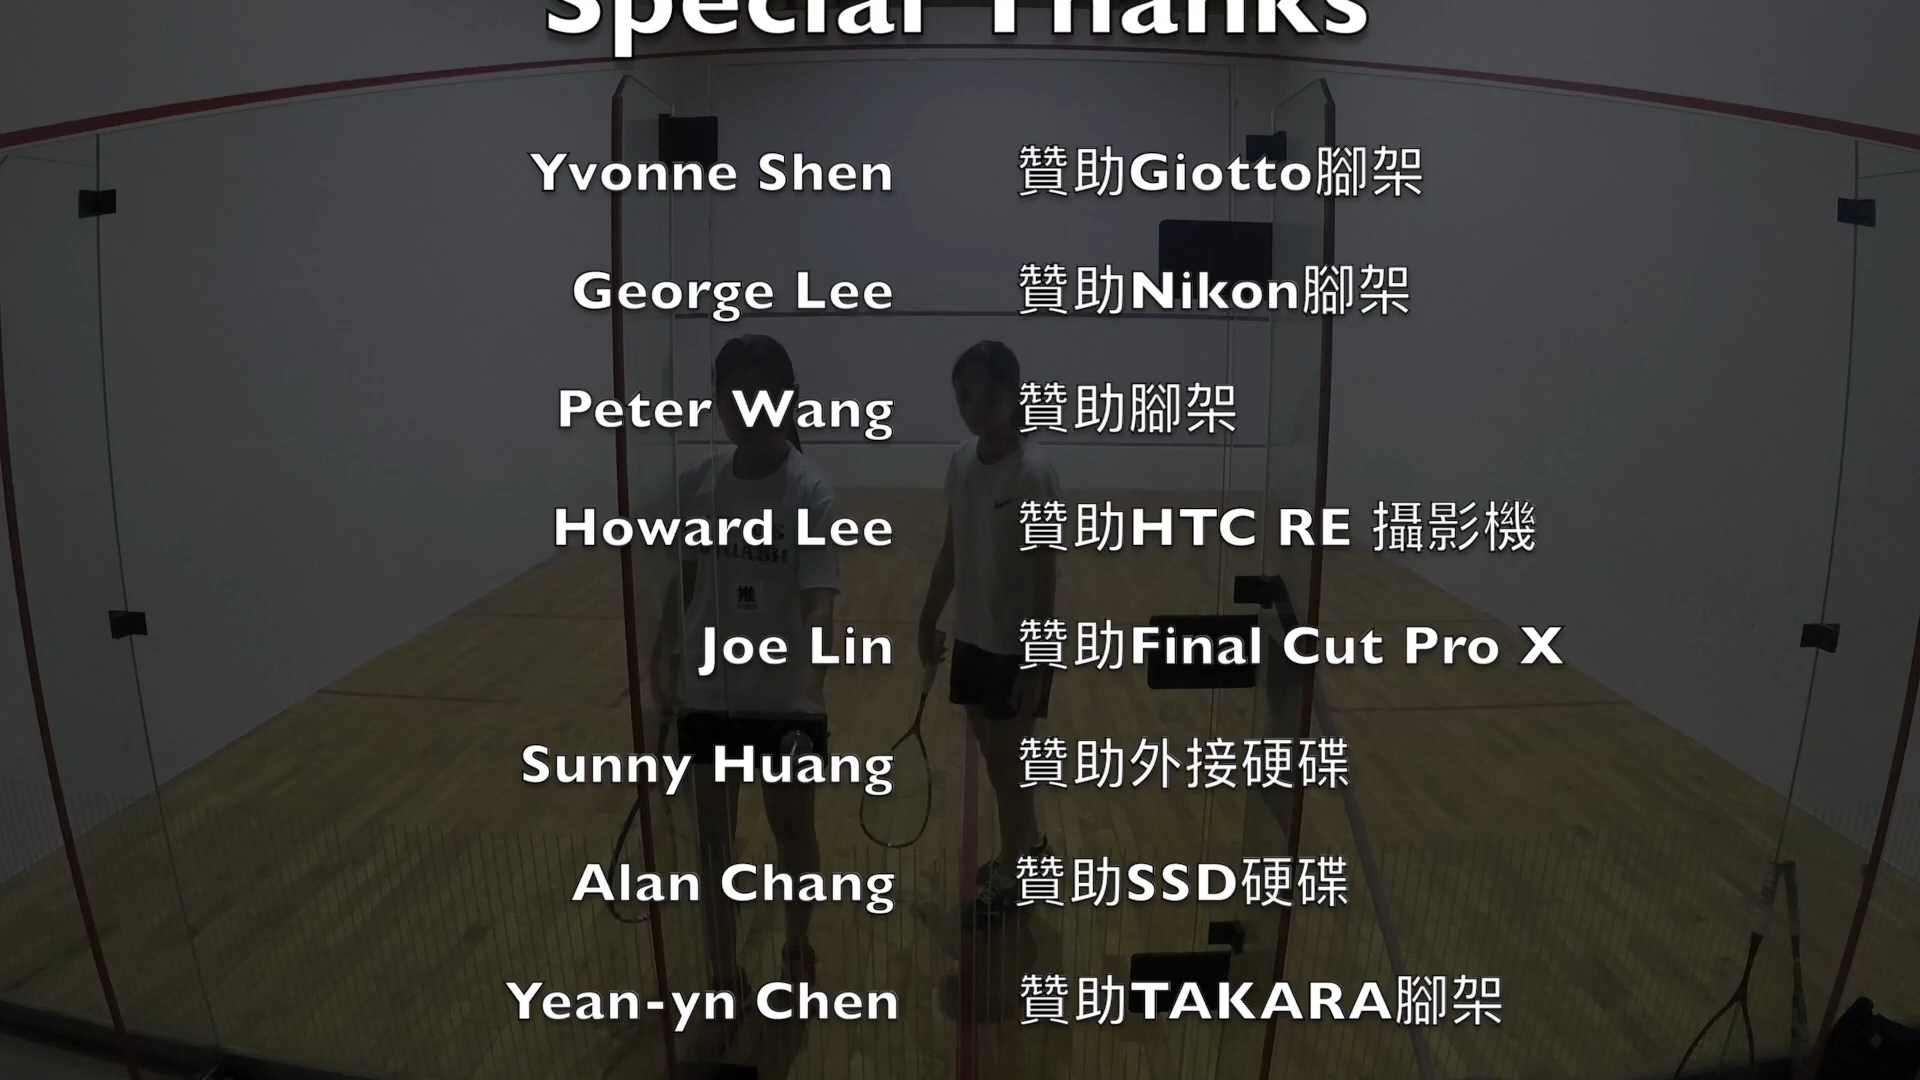 Special Thanks
Yvonne Shen 贊助Giotto腳架
George Lee 贊助Nikon腳架
Peter Wang 贊助腳架
Howard Lee 贊助HTC RE 攝影機
Joe Lin 贊助Final Cut Pro X
Sunny Huang 贊助外接硬碟
Alan Chang 贊助SSD硬碟
Yean-yn Chen 贊助TAKARA腳架